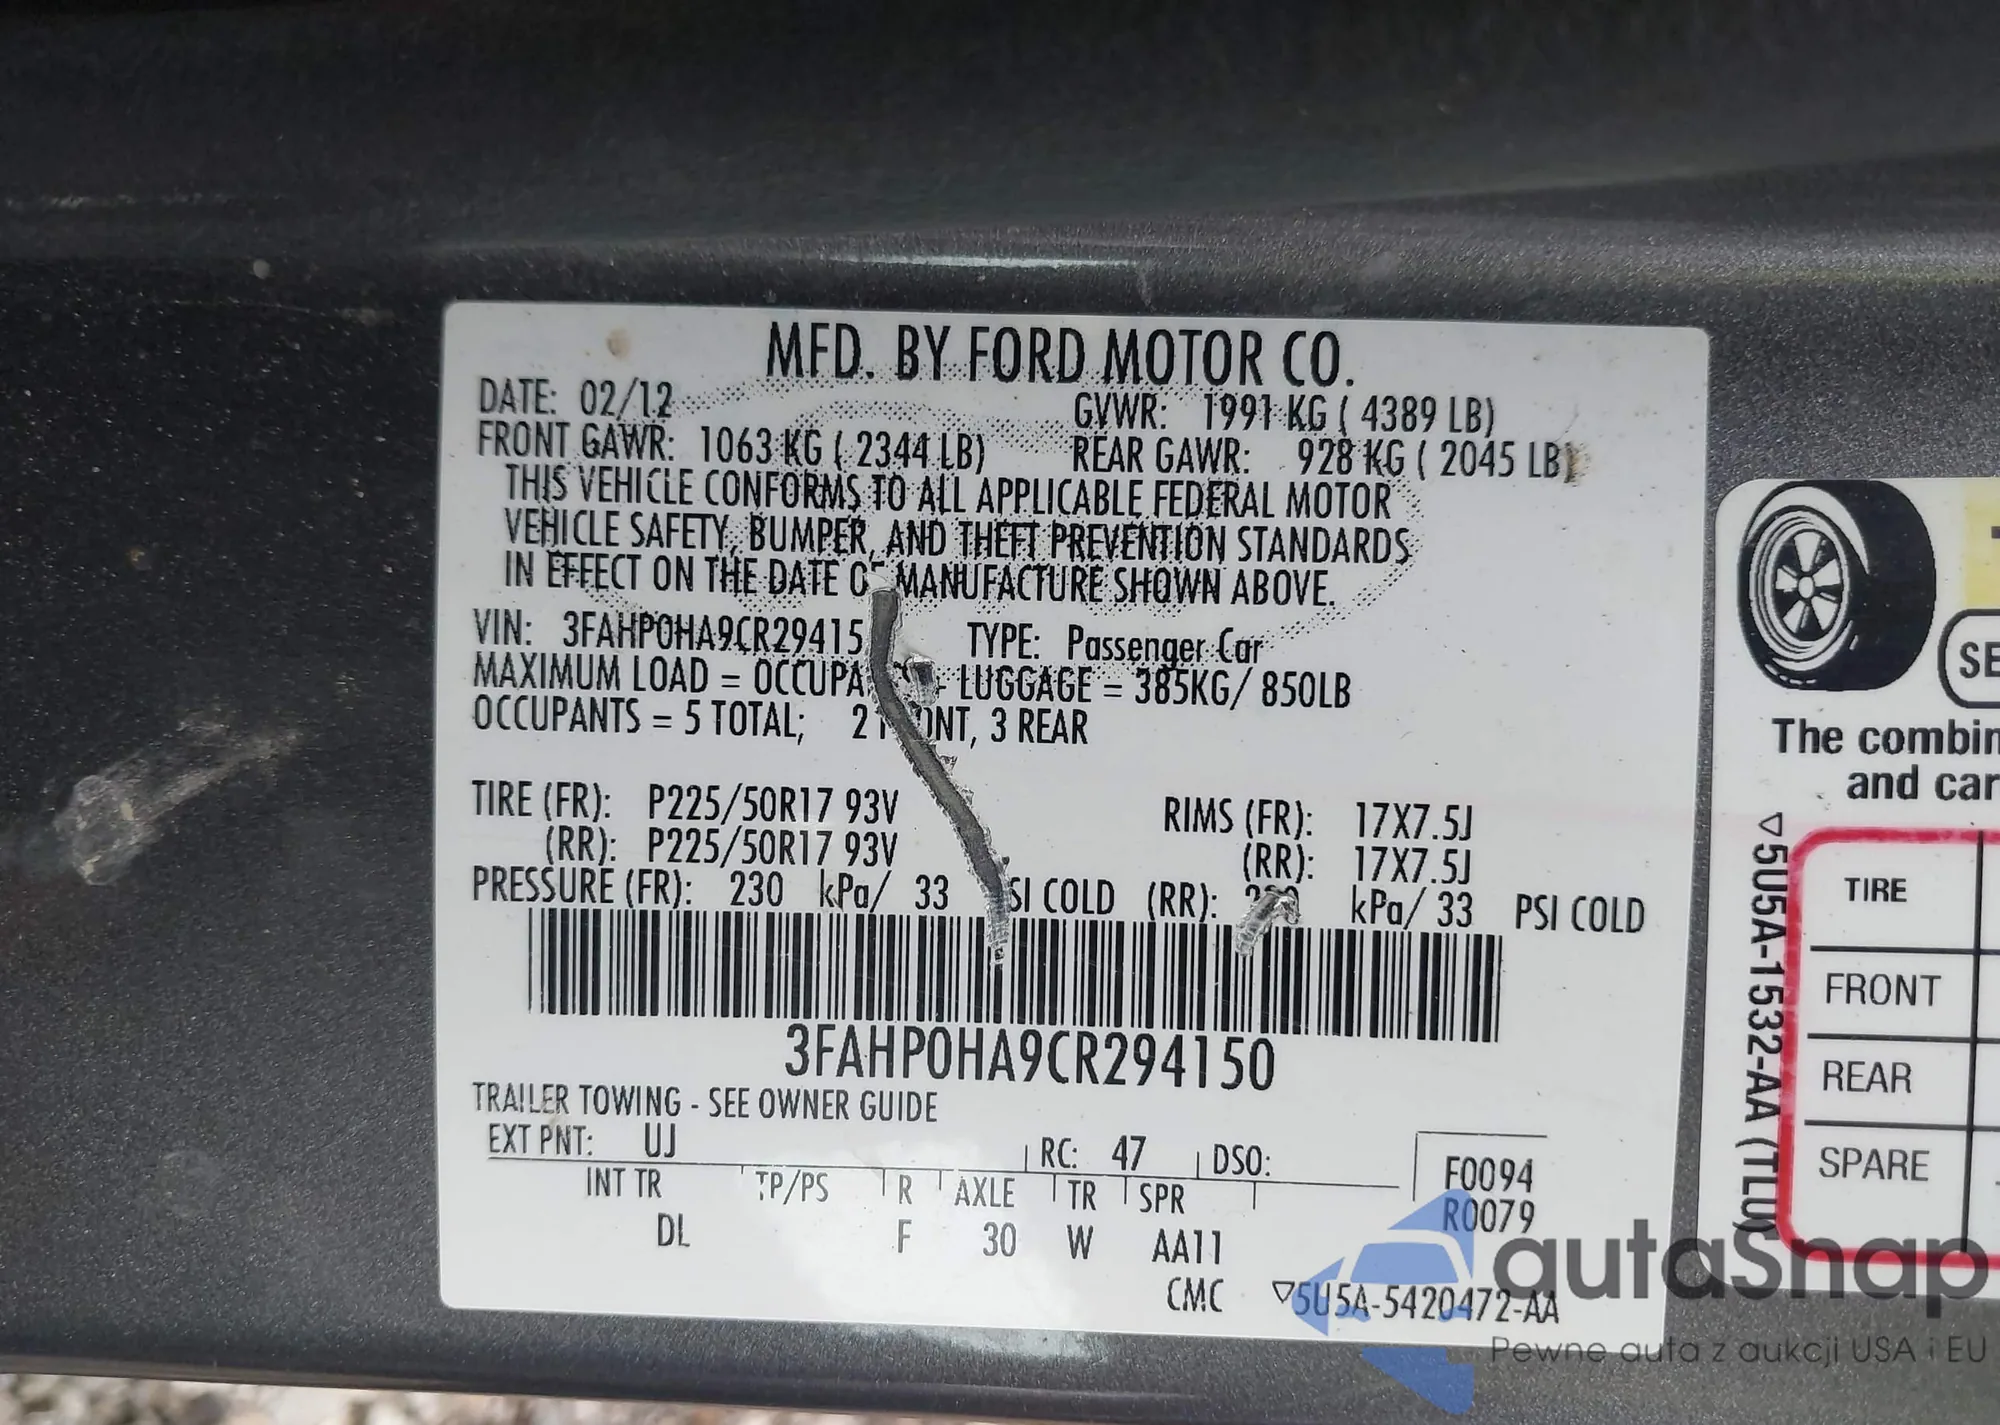 MFD. BY FORD MOTOR CO.
DATE: 02/12 GVWR: 1991 KG ( 4389 LB)
FRONT GAWR: 1063 KG ( 2344 LB) REAR GAWR: 928 KG ( 2045 LB)
THIS VEHICLE CONFORMS TO ALL APPLICABLE FEDERAL MOTOR
VEHICLE SAFETY, BUMPER, AND THEFT PREVENTION STANDARDS
IN EFFECT ON THE DATE MANUFACTURE SHOWN ABOVE.
VIN: 3FAHP0HA9CR29415 TYPE: Passenger Car
MAXIMUM LOAD = OCCUPA LUGGAGE = 385KG/ 850LB
OCCUPANTS = 5 TOTAL; 2 NT, 3 REAR
TIRE (FR): P225/50R17 93V RIMS (FR): 17X7.5J
(RR): P225/50R17 93V (RR): 17X7.5J
PRESSURE (FR): 230 kPa/ 33 SI COLD (RR): kPa/ 33 PSI COLD
3FAHP0HA9CR294150
TRAILER TOWING - SEE OWNER GUIDE
EXT PNT: UJ RC: 47 DSO:
INT TR TP/PS R AXLE TR SPR
DL F 30 W AA11
F0094
R0079
CMC ▽5U5A-5420472-AA
SE
The combin
and car
▽5U5A-1532-AA (TLU)
TIRE
FRONT
REAR
SPARE
autaSnap
Pewne auta z aukcji USA i EU